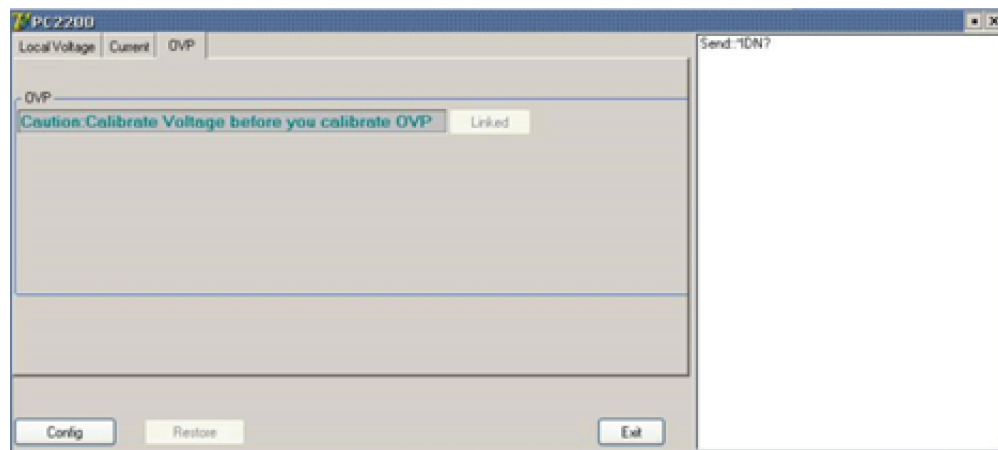 PC2200
Local Voltage Current OVP
Send:*IDN?
OVP
Caution:Calibrate Voltage before you calibrate OVP Linked
Config Restore Exit